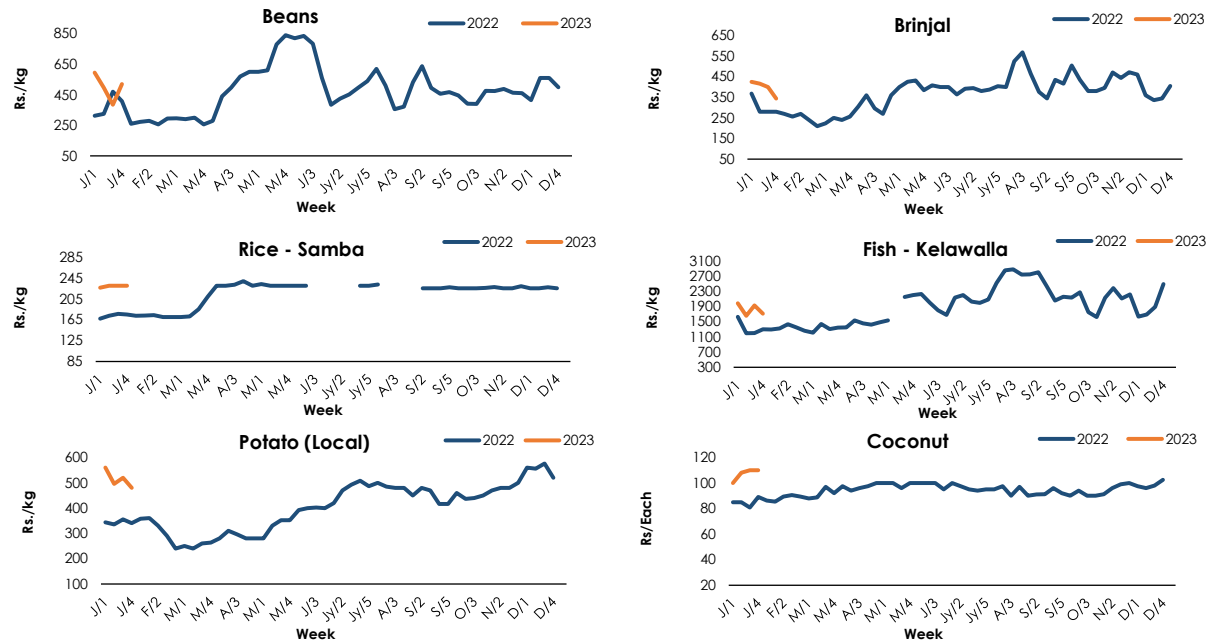 Beans
2022 2023
Rs./kg
850
650
450
250
50
J/1 J/4 F/2 M/1 M/4 A/3 M/1 M/4 J/3 Jy/2 Jy/5 A/3 S/2 S/5 O/3 N/2 D/1 D/4
Week
Brinjal
2022 2023
Rs./kg
650
550
450
350
250
150
50
J/1 J/4 F/2 M/1 M/4 A/3 M/1 M/4 J/3 Jy/2 Jy/5 A/3 S/2 S/5 O/3 N/2 D/1 D/4
Week
Rice - Samba
2022 2023
Rs./kg
285
245
205
165
125
85
J/1 J/4 F/2 M/1 M/4 A/3 M/1 M/4 J/3 Jy/2 Jy/5 A/3 S/2 S/5 O/3 N/2 D/1 D/4
Week
Fish - Kelawalla
2022 2023
Rs./kg
3100
2700
2300
1900
1500
1100
700
300
J/1 J/4 F/2 M/1 M/4 A/3 M/1 M/4 J/3 Jy/2 Jy/5 A/3 S/2 S/5 O/3 N/2 D/1 D/4
Week
Potato (Local)
2022 2023
Rs./kg
600
500
400
300
200
100
J/1 J/4 F/2 M/1 M/4 A/3 M/1 M/4 J/3 Jy/2 Jy/5 A/3 S/2 S/5 O/3 N/2 D/1 D/4
Week
Coconut
2022 2023
Rs/Each
120
100
80
60
40
20
J/1 J/4 F/2 M/1 M/4 A/3 M/1 M/4 J/3 Jy/2 Jy/5 A/3 S/2 S/5 O/3 N/2 D/1 D/4
Week